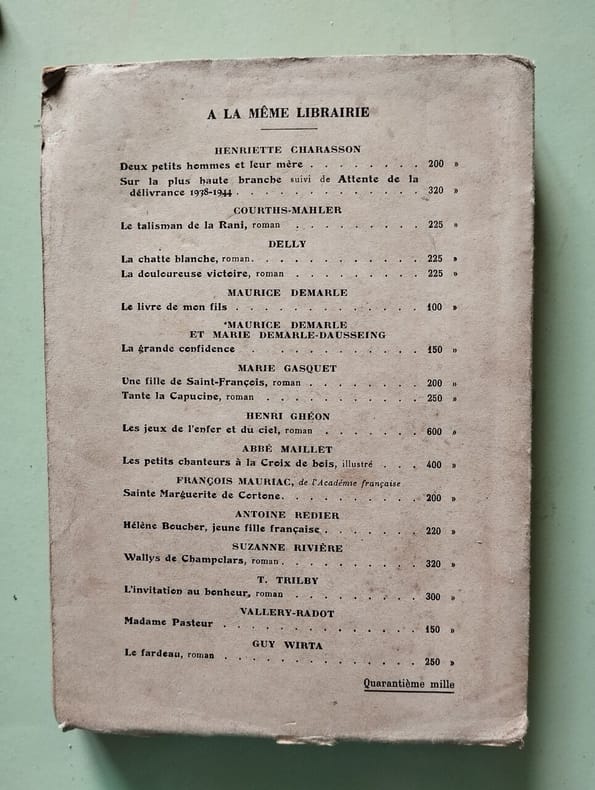 A LA MÊME LIBRAIRIE
HENRIETTE CHARASSON
Deux petits hommes et leur mère . . . . . . . . 200 »
Sur la plus haute branche suivi de Attente de la
délivrance 1938-1944 . . . . . . . . . . . . 320 »
COURTHS-MAHLER
Le talisman de la Rani, roman . . . . . . . . . 225 »
DELLY
La chatte blanche, roman. . . . . . . . . . . . 225 »
La douloureuse victoire, roman . . . . . . . . . 225 »
MAURICE DEMARLE
Le livre de mon fils . . . . . . . . . . . . . 100 »
MAURICE DEMARLE
ET MARIE DEMARLE-DAUSSEING
La grande confidence . . . . . . . . . . . . . 150 »
MARIE GASQUET
Une fille de Saint-François, roman . . . . . . . . 200 »
Tante la Capucine, roman . . . . . . . . . . . 250 »
HENRI GHÉON
Les jeux de l'enfer et du ciel, roman . . . . . . . 600 »
ABBÉ MAILLET
Les petits chanteurs à la Croix de bois, illustré . . . 400 »
FRANÇOIS MAURIAC, de l'Académie française
Sainte Marguerite de Cortone. . . . . . . . . . 200 »
ANTOINE REDIER
Hélène Boucher, jeune fille française . . . . . . . 220 »
SUZANNE RIVIÈRE
Wallys de Champclars, roman . . . . . . . . . . 320 »
T. TRILBY
L'invitation au bonheur, roman . . . . . . . . . 300 »
VALLERY-RADOT
Madame Pasteur . . . . . . . . . . . . . . 150 »
GUY WIRTA
Le fardeau, roman . . . . . . . . . . . . . . 250 »
Quarantième mille